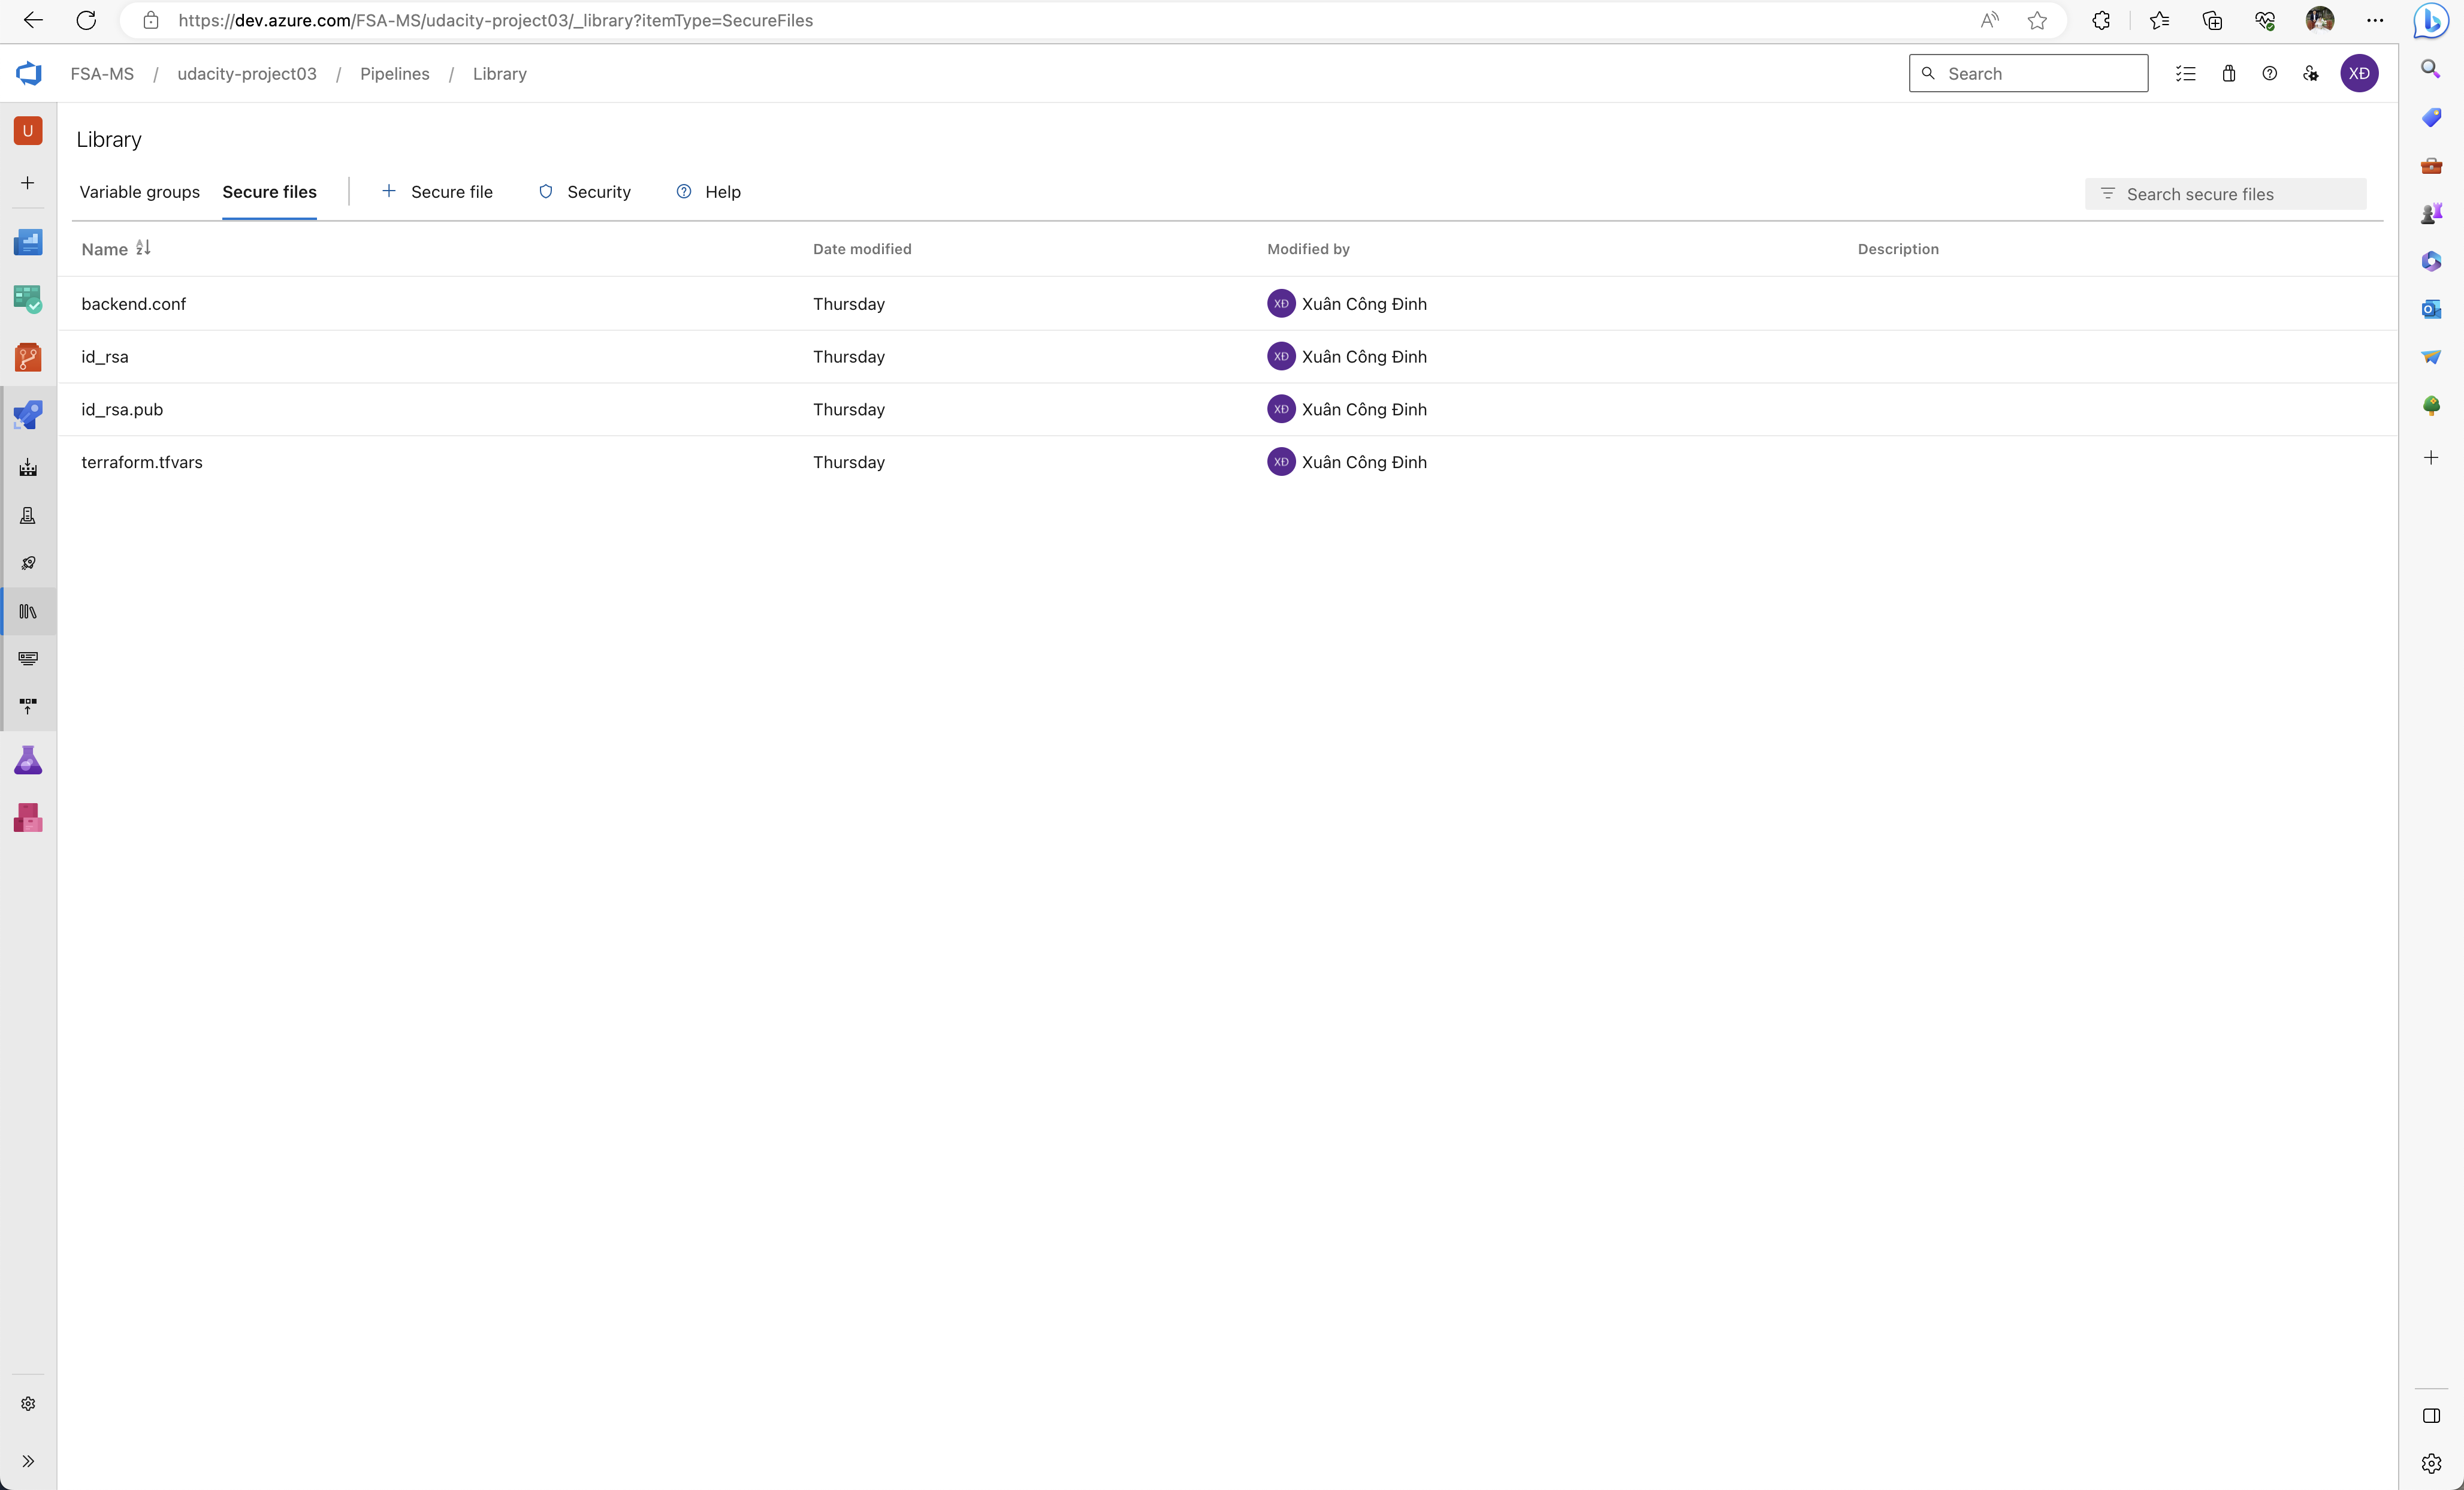 https://dev.azure.com/FSA-MS/udacity-project03/_library?itemType=SecureFiles
FSA-MS / udacity-project03 / Pipelines / Library
Search
XĐ
U
Library
Variable groups Secure files Secure file Security Help
Search secure files
Name Date modified Modified by Description
backend.conf Thursday XĐ Xuân Công Đinh
id_rsa Thursday XĐ Xuân Công Đinh
id_rsa.pub Thursday XĐ Xuân Công Đinh
terraform.tfvars Thursday XĐ Xuân Công Đinh